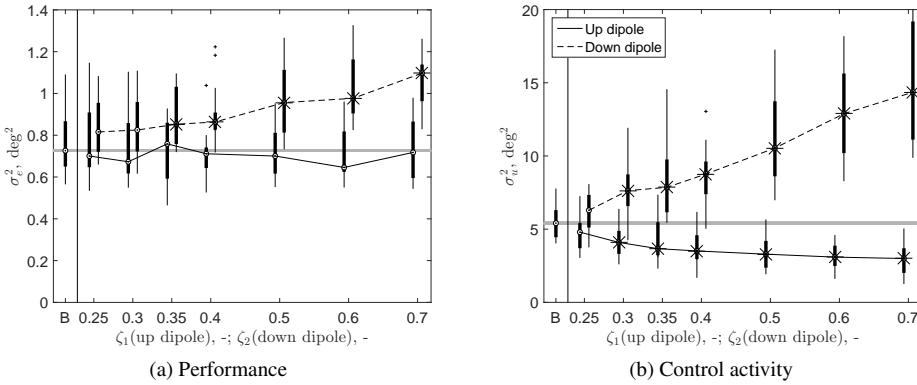 1.4
1.2
1
0.8
0.6
0.4
0.2
0
σ²ₑ, deg²
B 0.25 0.3 0.35 0.4 0.5 0.6 0.7
ζ₁(up dipole), -; ζ₂(down dipole), -
(a) Performance
20
15
10
5
0
σ²ᵤ, deg²
Up dipole
Down dipole
B 0.25 0.3 0.35 0.4 0.5 0.6 0.7
ζ₁(up dipole), -; ζ₂(down dipole), -
(b) Control activity